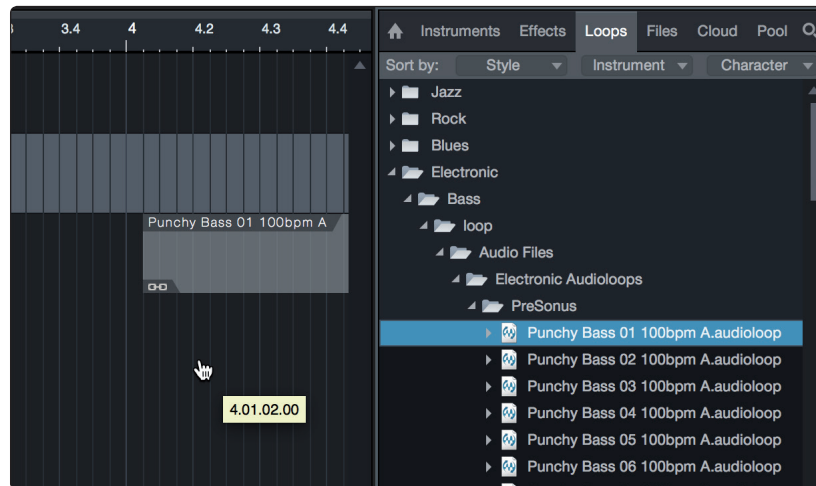 3.4 4 4.2 4.3 4.4
Punchy Bass 01 100bpm A
4.01.02.00
Instruments Effects Loops Files Cloud Pool
Sort by: Style Instrument Character
Jazz
Rock
Blues
Electronic
Bass
loop
Audio Files
Electronic Audioloops
PreSonus
Punchy Bass 01 100bpm A.audioloop
Punchy Bass 02 100bpm A.audioloop
Punchy Bass 03 100bpm A.audioloop
Punchy Bass 04 100bpm A.audioloop
Punchy Bass 05 100bpm A.audioloop
Punchy Bass 06 100bpm A.audioloop